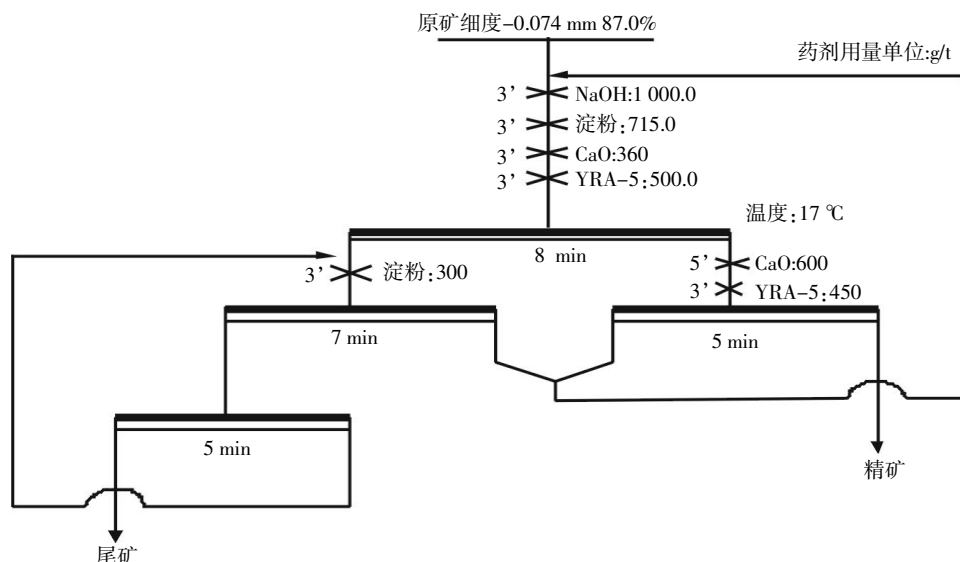 原矿细度-0.074 mm 87.0%
药剂用量单位:g/t
3’ NaOH:1 000.0
3’ 淀粉:715.0
3’ CaO:360
3’ YRA-5:500.0
温度:17 ℃
8 min
3’ 淀粉:300
5’ CaO:600
3’ YRA-5:450
7 min
5 min
5 min
精矿
尾矿